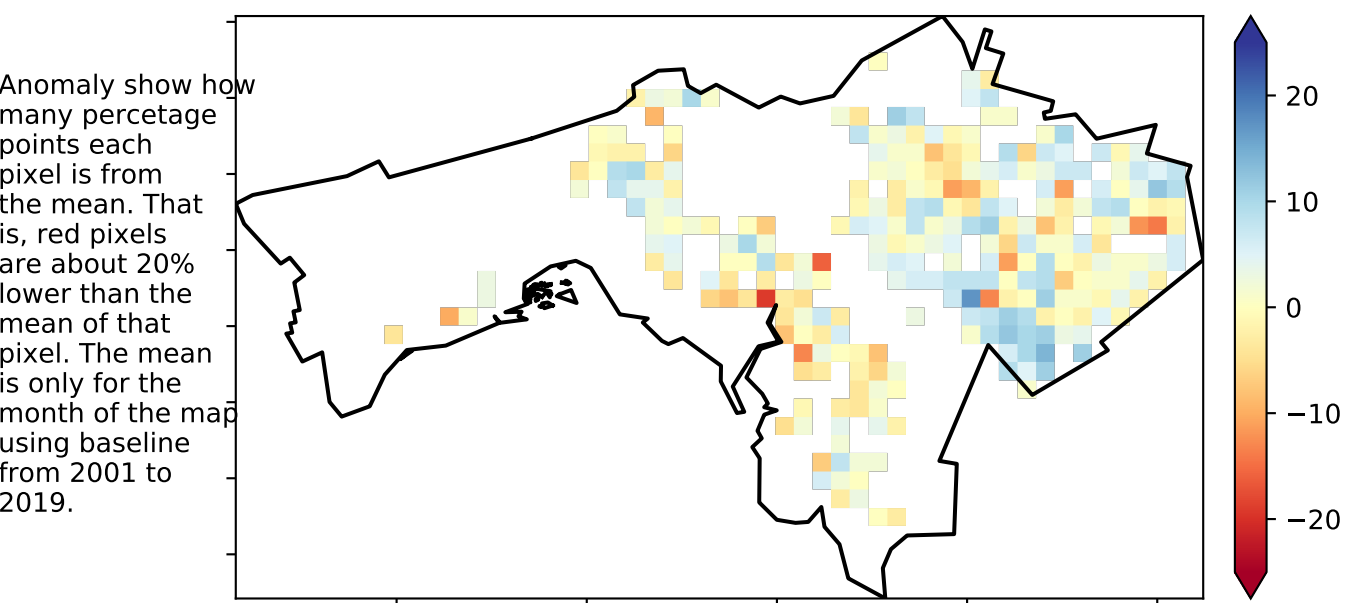 Anomaly show how
many percetage
points each
pixel is from
the mean. That
is, red pixels
are about 20%
lower than the
mean of that
pixel. The mean
is only for the
month of the map
using baseline
from 2001 to
2019.
20
10
0
−10
−20